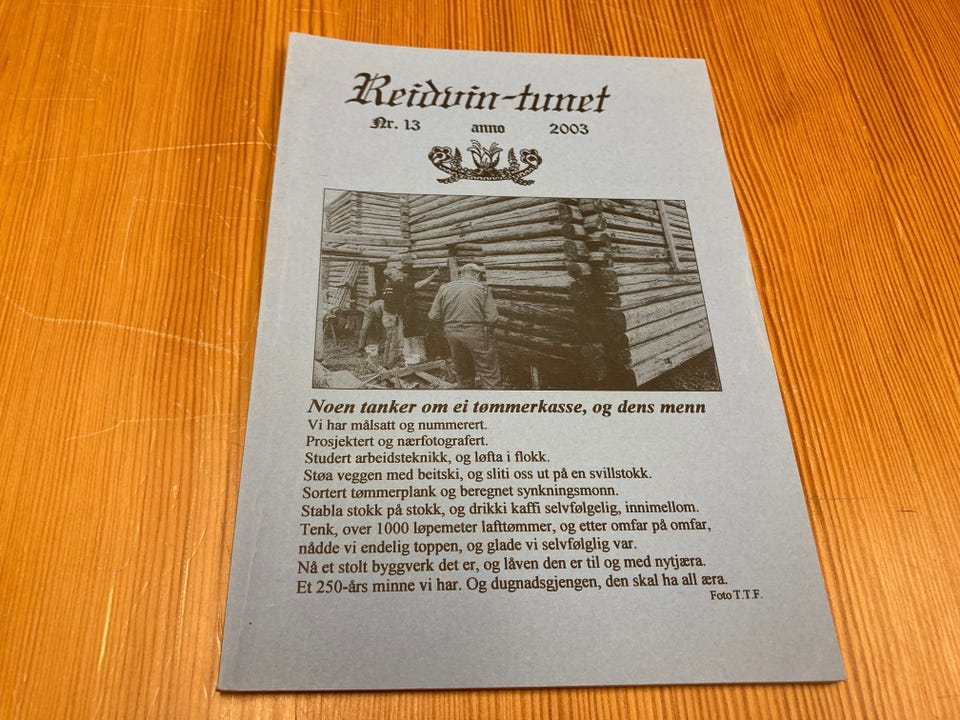 Reidvin-tunet
Nr. 13 anno 2003
Noen tanker om ei tømmerkasse, og dens menn
Vi har målsatt og nummerert.
Prosjektert og nærfotografert.
Studert arbeidsteknikk, og løfta i flokk.
Støa veggen med beitski, og sliti oss ut på en svillstokk.
Sortert tømmerplank og beregnet synkningsmonn.
Stabla stokk på stokk, og drikki kaffi selvfølgelig, innimellom.
Tenk, over 1000 løpemeter lafttømmer, og etter omfar på omfar,
nådde vi endelig toppen, og glade vi selvfølglig var.
Nå et stolt byggverk det er, og låven den er til og med nytjæra.
Et 250-års minne vi har. Og dugnadsgjengen, den skal ha all æra.
Foto T.T.F.